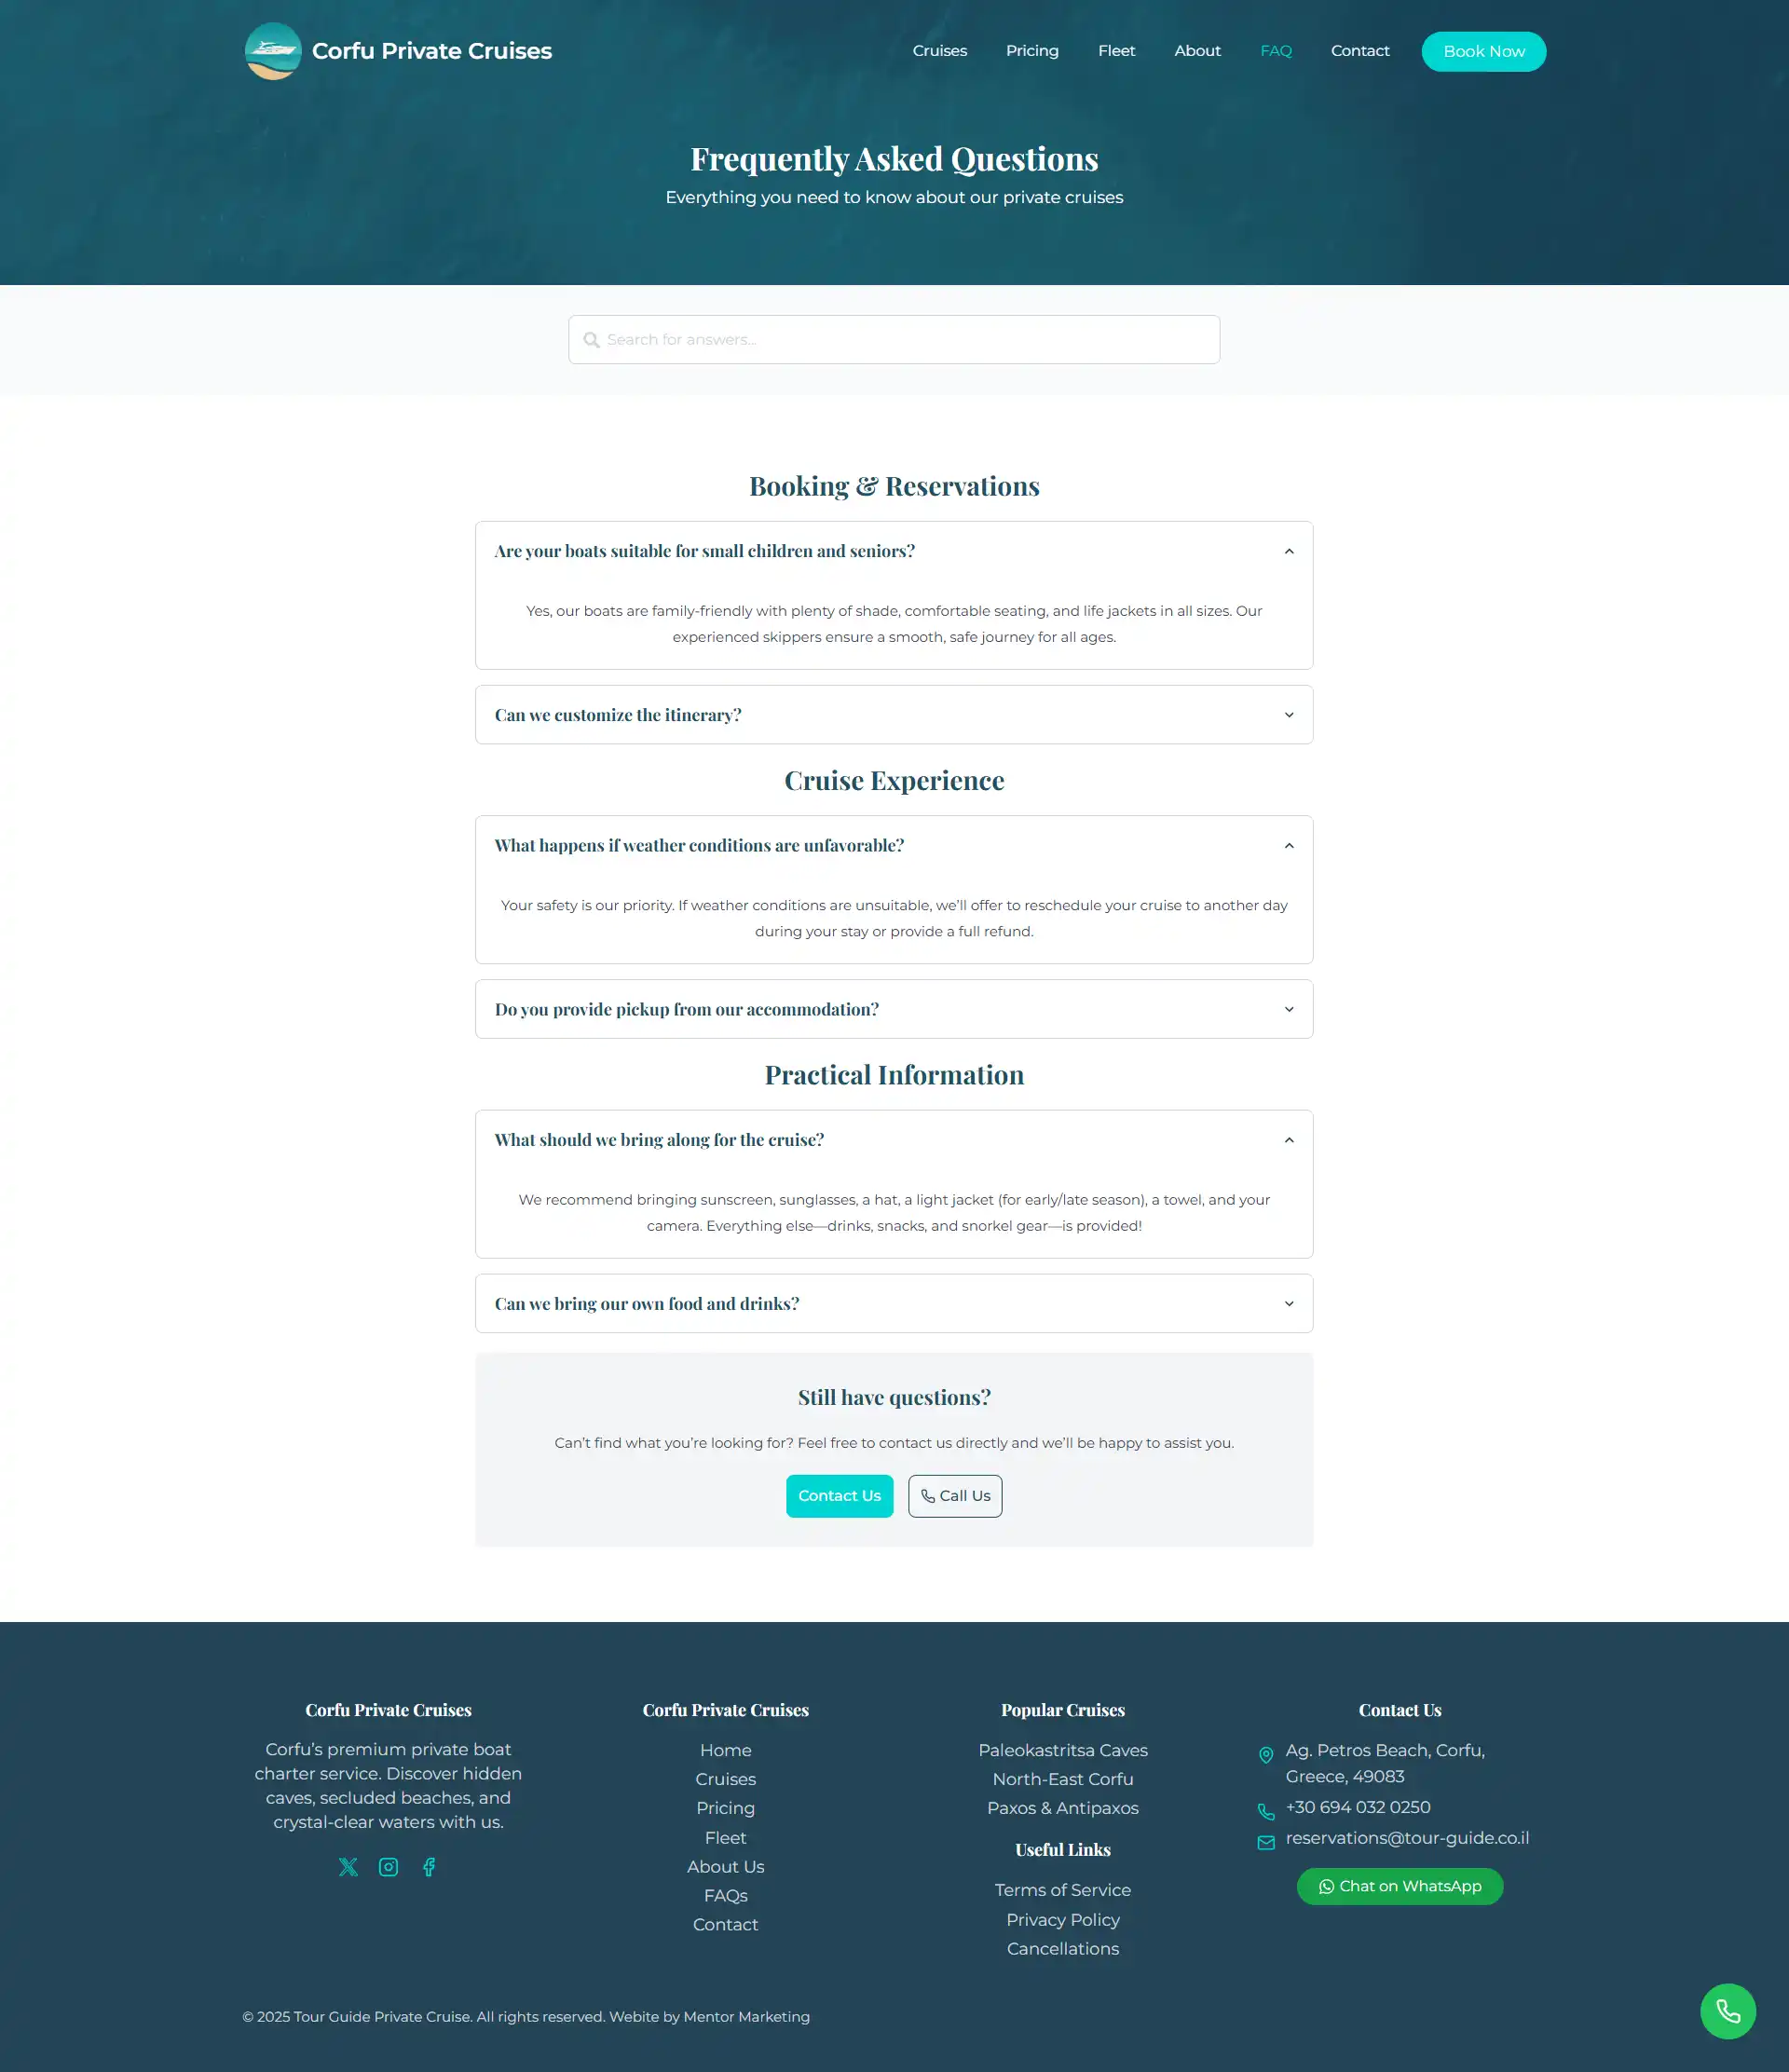 Corfu Private Cruises
Cruises
Pricing
Fleet
About
FAQ
Contact
Book Now
Frequently Asked Questions
Everything you need to know about our private cruises
Search for answers...
Booking & Reservations
Are your boats suitable for small children and seniors?
Yes, our boats are family-friendly with plenty of shade, comfortable seating, and life jackets in all sizes. Our
experienced skippers ensure a smooth, safe journey for all ages.
Can we customize the itinerary?
Cruise Experience
What happens if weather conditions are unfavorable?
Your safety is our priority. If weather conditions are unsuitable, we’ll offer to reschedule your cruise to another day
during your stay or provide a full refund.
Do you provide pickup from our accommodation?
Practical Information
What should we bring along for the cruise?
We recommend bringing sunscreen, sunglasses, a hat, a light jacket (for early/late season), a towel, and your
camera. Everything else—drinks, snacks, and snorkel gear—is provided!
Can we bring our own food and drinks?
Still have questions?
Can’t find what you’re looking for? Feel free to contact us directly and we’ll be happy to assist you.
Contact Us
Call Us
Corfu Private Cruises
Corfu’s premium private boat
charter service. Discover hidden
caves, secluded beaches, and
crystal-clear waters with us.
Corfu Private Cruises
Home
Cruises
Pricing
Fleet
About Us
FAQs
Contact
Popular Cruises
Paleokastritsa Caves
North-East Corfu
Paxos & Antipaxos
Useful Links
Terms of Service
Privacy Policy
Cancellations
Contact Us
Ag. Petros Beach, Corfu,
Greece, 49083
+30 694 032 0250
reservations@tour-guide.co.il
Chat on WhatsApp
© 2025 Tour Guide Private Cruise. All rights reserved. Webite by Mentor Marketing